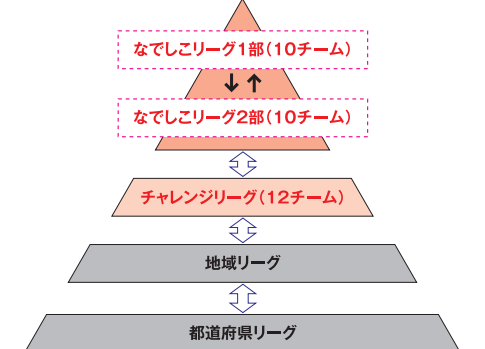 なでしこリーグ1部(10チーム)
↓↑
なでしこリーグ2部(10チーム)
チャレンジリーグ(12チーム)
地域リーグ
都道府県リーグ